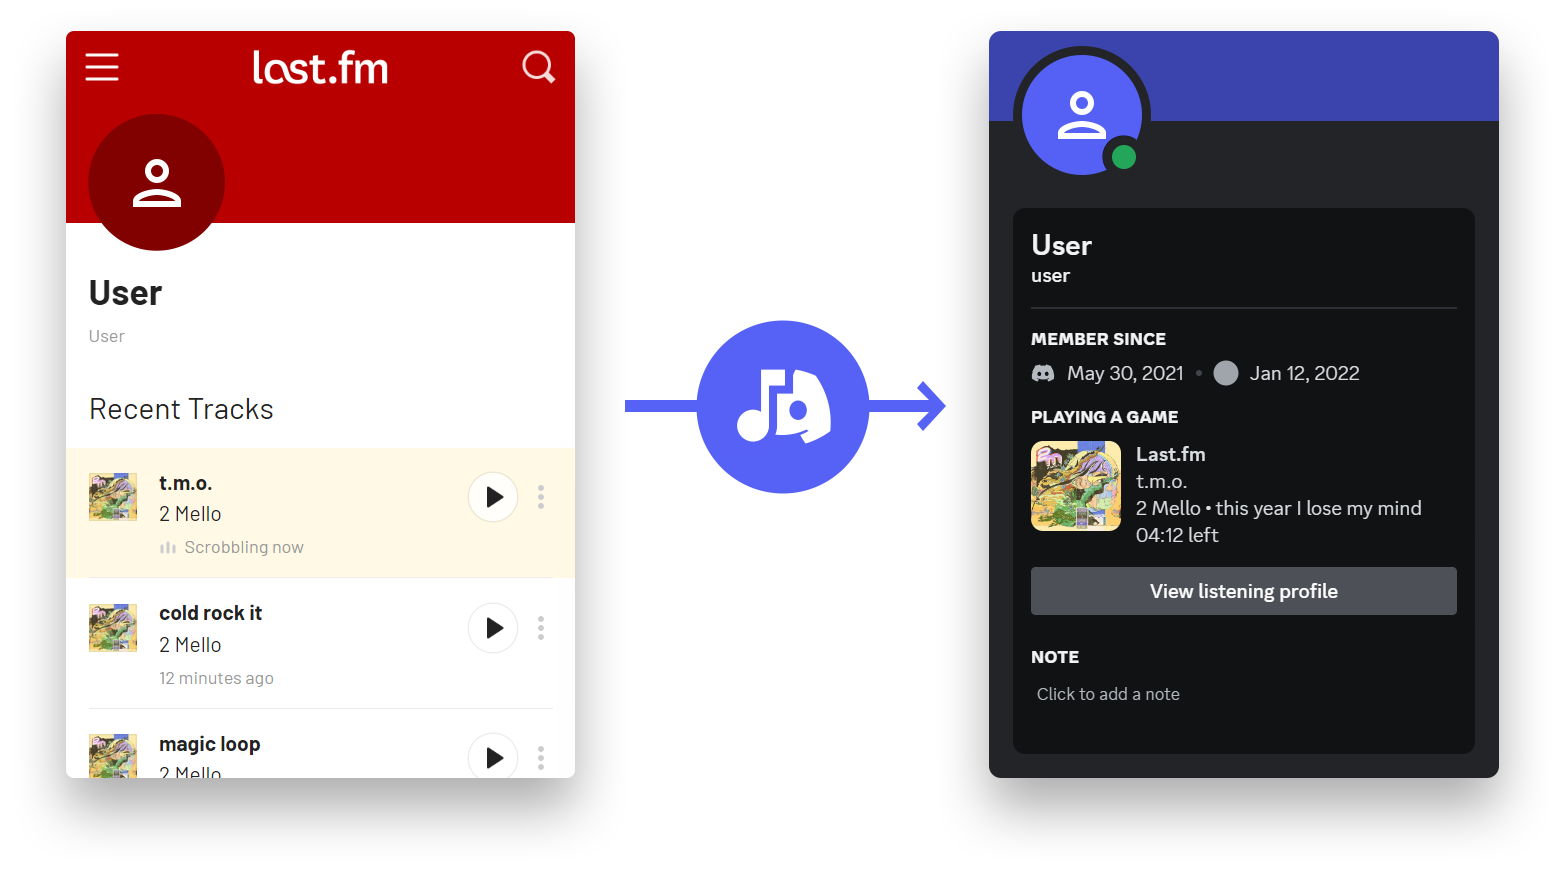 last.fm
User
User
Recent Tracks
t.m.o.
2 Mello
Scrobbling now
cold rock it
2 Mello
12 minutes ago
magic loop
2 Mello
User
user
MEMBER SINCE
May 30, 2021 • Jan 12, 2022
PLAYING A GAME
Last.fm
t.m.o.
2 Mello • this year I lose my mind
04:12 left
View listening profile
NOTE
Click to add a note